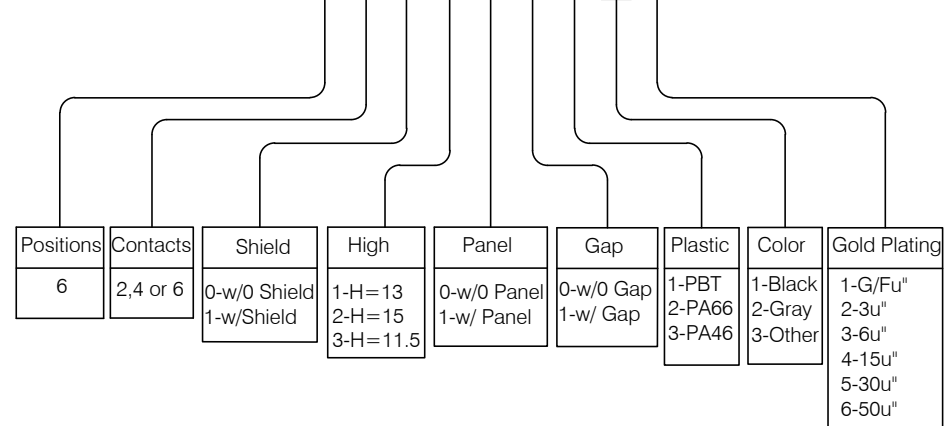 Positions
6
Contacts
2,4 or 6
Shield
0-w/0 Shield
1-w/Shield
High
1-H=13
2-H=15
3-H=11.5
Panel
0-w/0 Panel
1-w/ Panel
Gap
0-w/0 Gap
1-w/ Gap
Plastic
1-PBT
2-PA66
3-PA46
Color
1-Black
2-Gray
3-Other
Gold Plating
1-G/Fu"
2-3u"
3-6u"
4-15u"
5-30u"
6-50u"